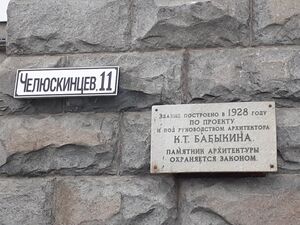 Челюскинцев, 11
ЗДАНИЕ ПОСТРОЕНО В 1928 ГОДУ
ПО ПРОЕКТУ
И ПОД РУКОВОДСТВОМ АРХИТЕКТОРА
К.Т. БАБЫКИНА.
ПАМЯТНИК АРХИТЕКТУРЫ
ОХРАНЯЕТСЯ ЗАКОНОМ.